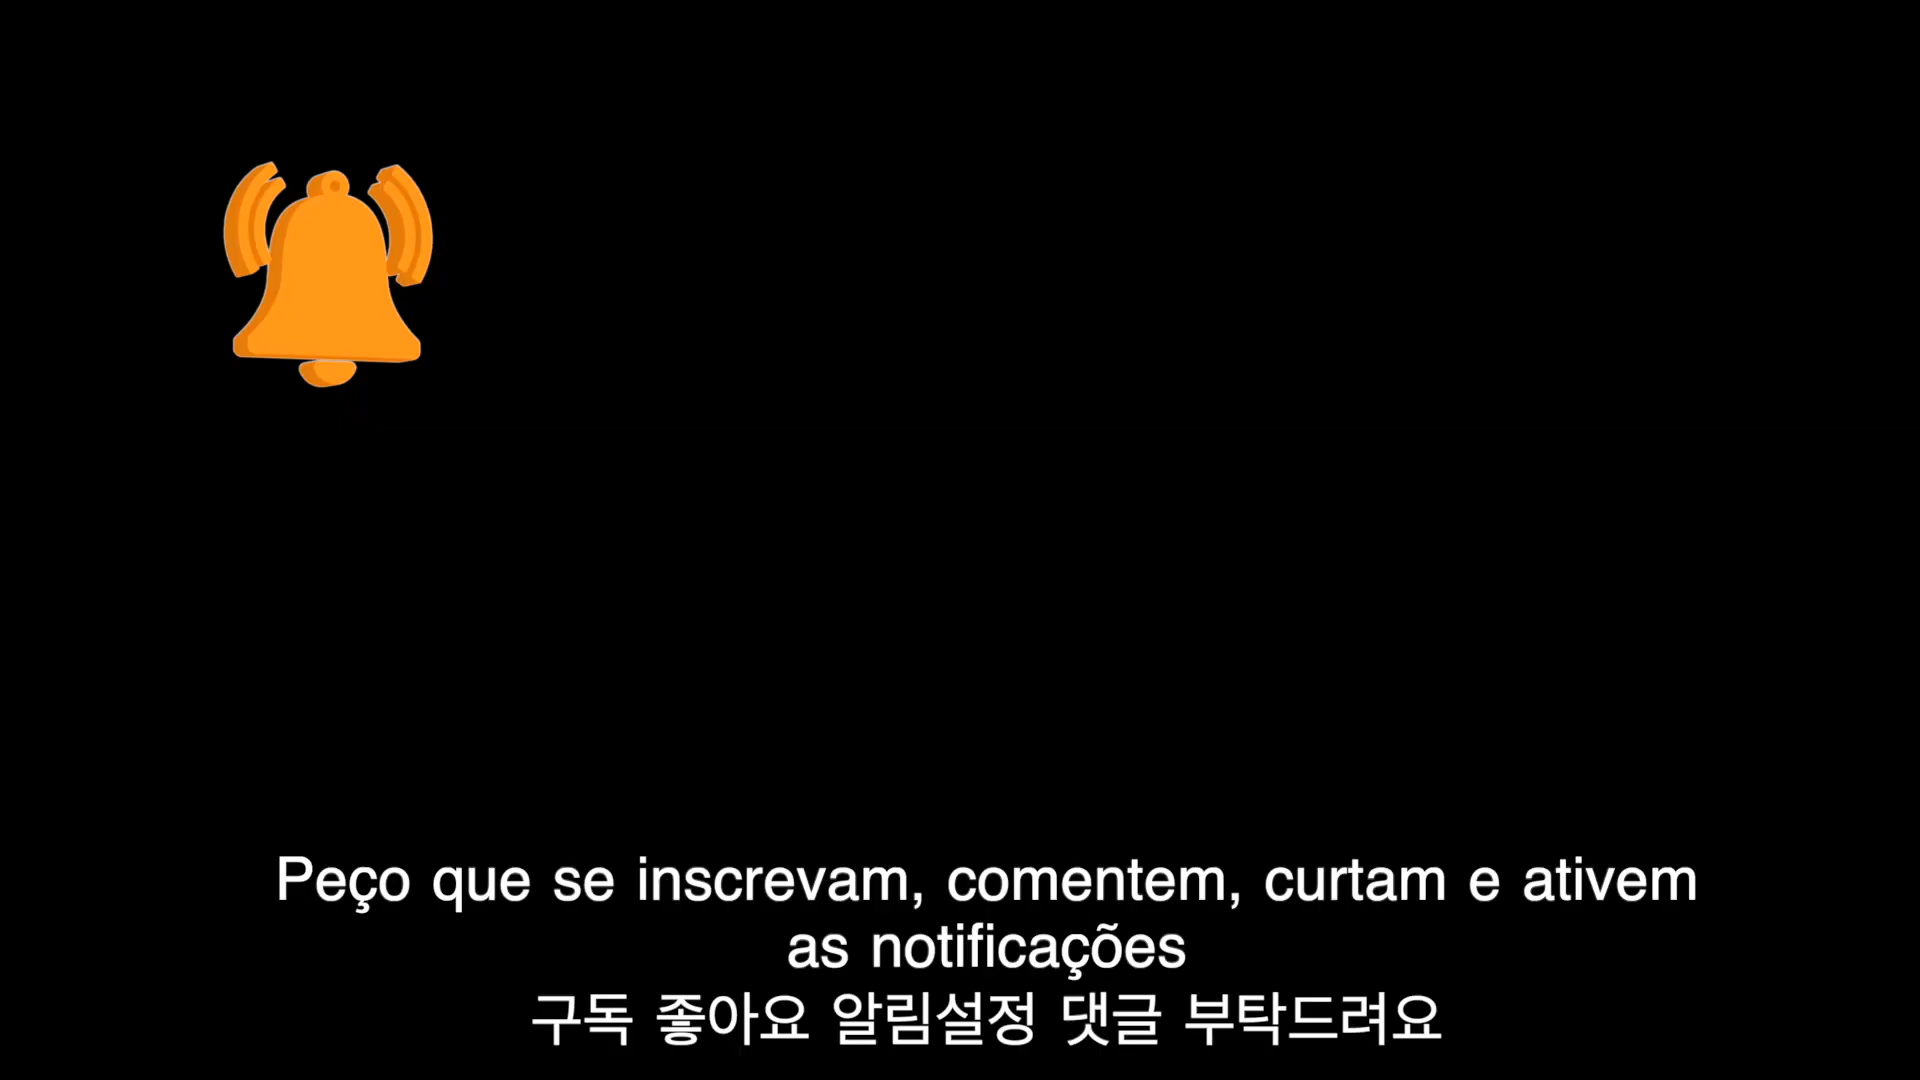 Peço que se inscrevam, comentem, curtam e ativem
as notificações
구독 좋아요 알림설정 댓글 부탁드려요